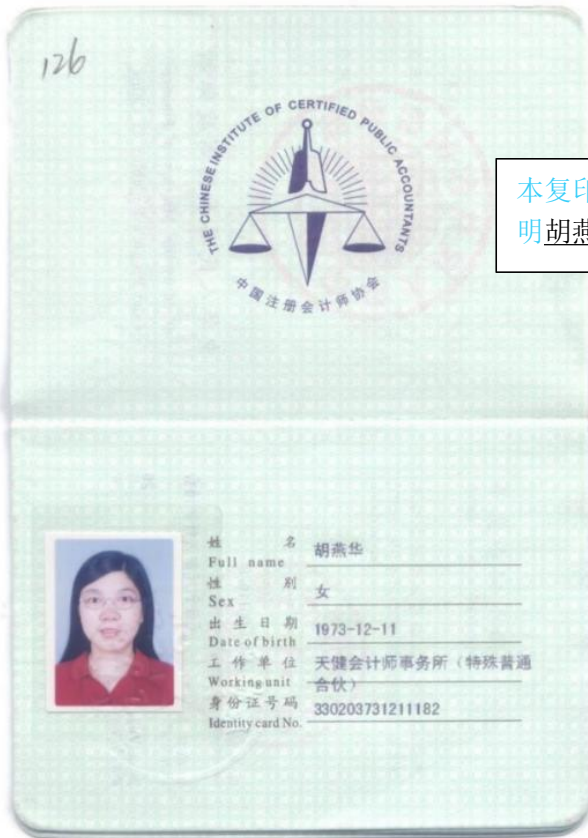 126
THE CHINESE INSTITUTE OF CERTIFIED PUBLIC ACCOUNTANTS
中国注册会计师协会
本复印
明胡燕
姓 名
Full name
胡燕华
性 别
Sex
女
出生日期
Date of birth
1973-12-11
工作单位
Working unit
天健会计师事务所（特殊普通
合伙）
身份证号码
Identity card No.
330203731211182